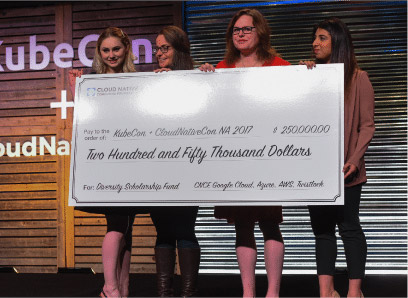 KubeCon
+
CloudNa
CLOUD NATIVE
Pay to the order of: KubeCon + CloudNativeCon NA 2017 $ 250,000.00
Two Hundred and Fifty Thousand Dollars
For: Diversity Scholarship Fund CNCF, Google Cloud, Azure, AWS, Twistlock